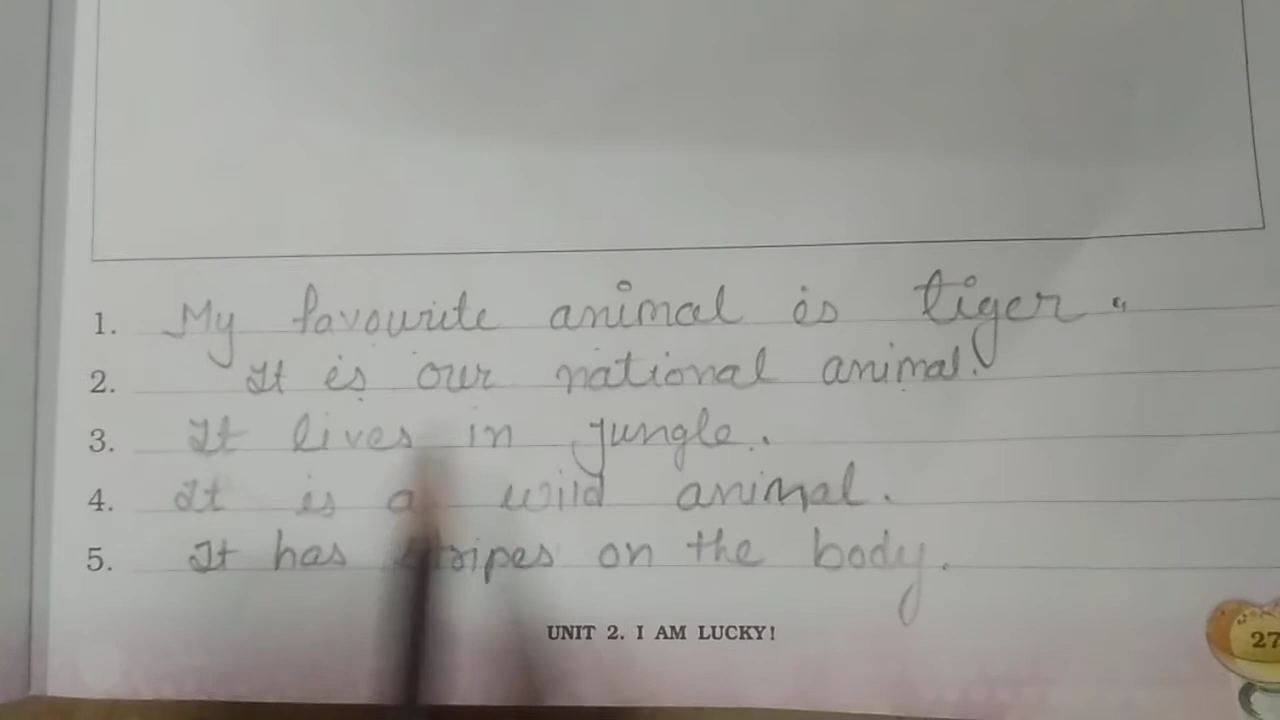 1. My favourite animal is tiger.
2. It is our national animal.
3. It lives in jungle.
4. It is a wild animal.
5. It has stripes on the body.
UNIT 2. I AM LUCKY!
27